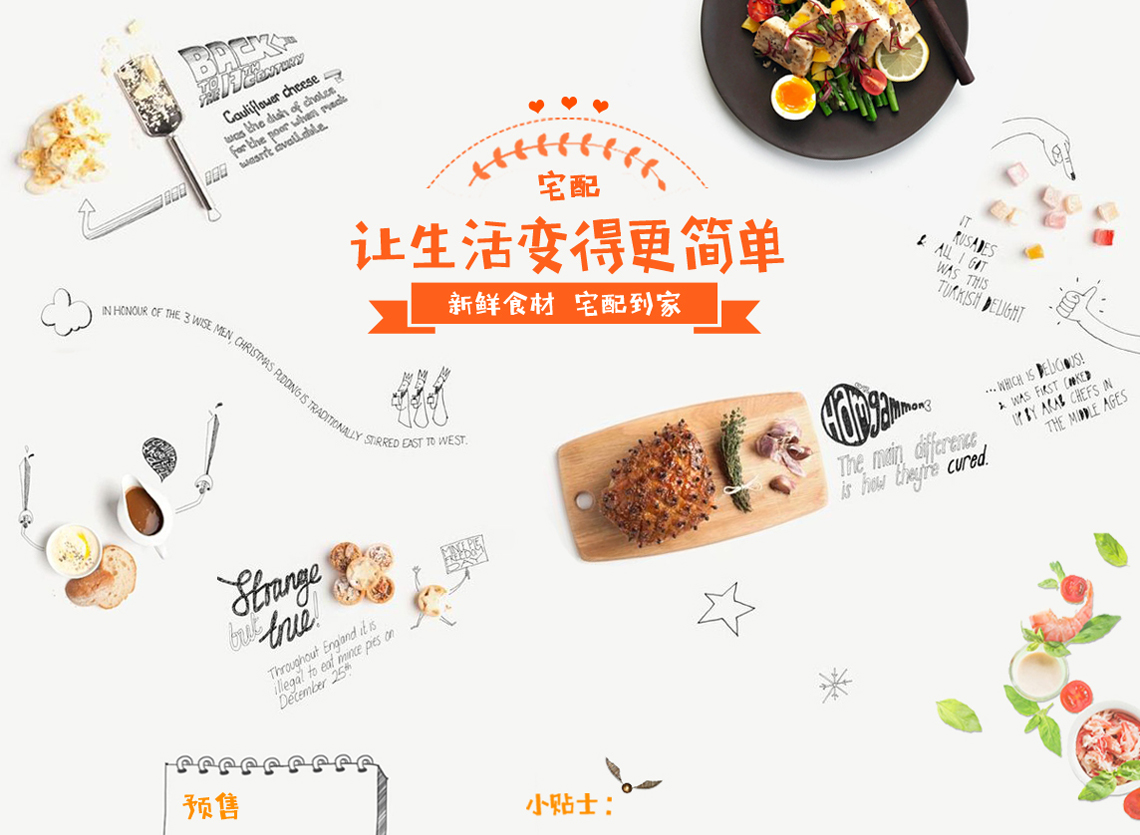 BACK
TO 17TH
THE CENTURY
Cauliflower cheese
was the dish of choice
for the poor when meat
wasn't available.
宅配
让生活变得更简单
新鲜食材 宅配到家
IT
RUSADES
& ALL I GOT
WAS THIS
TURKISH DELIGHT
IN HONOUR OF THE 3 WISE MEN, CHRISTMAS PUDDING IS TRADITIONALLY STIRRED EAST TO WEST.
...WHICH IS DELICIOUS!
& WAS FIRST COOKED
UP BY ARAB CHEFS IN
THE MIDDLE AGES
Ham
gammon
The main difference
is how they're cured.
MINCE PIE
FREEDOM
DAY
Strange
but
true!
Throughout England it is
illegal to eat mince pies on
December 25th
预售
小贴士：